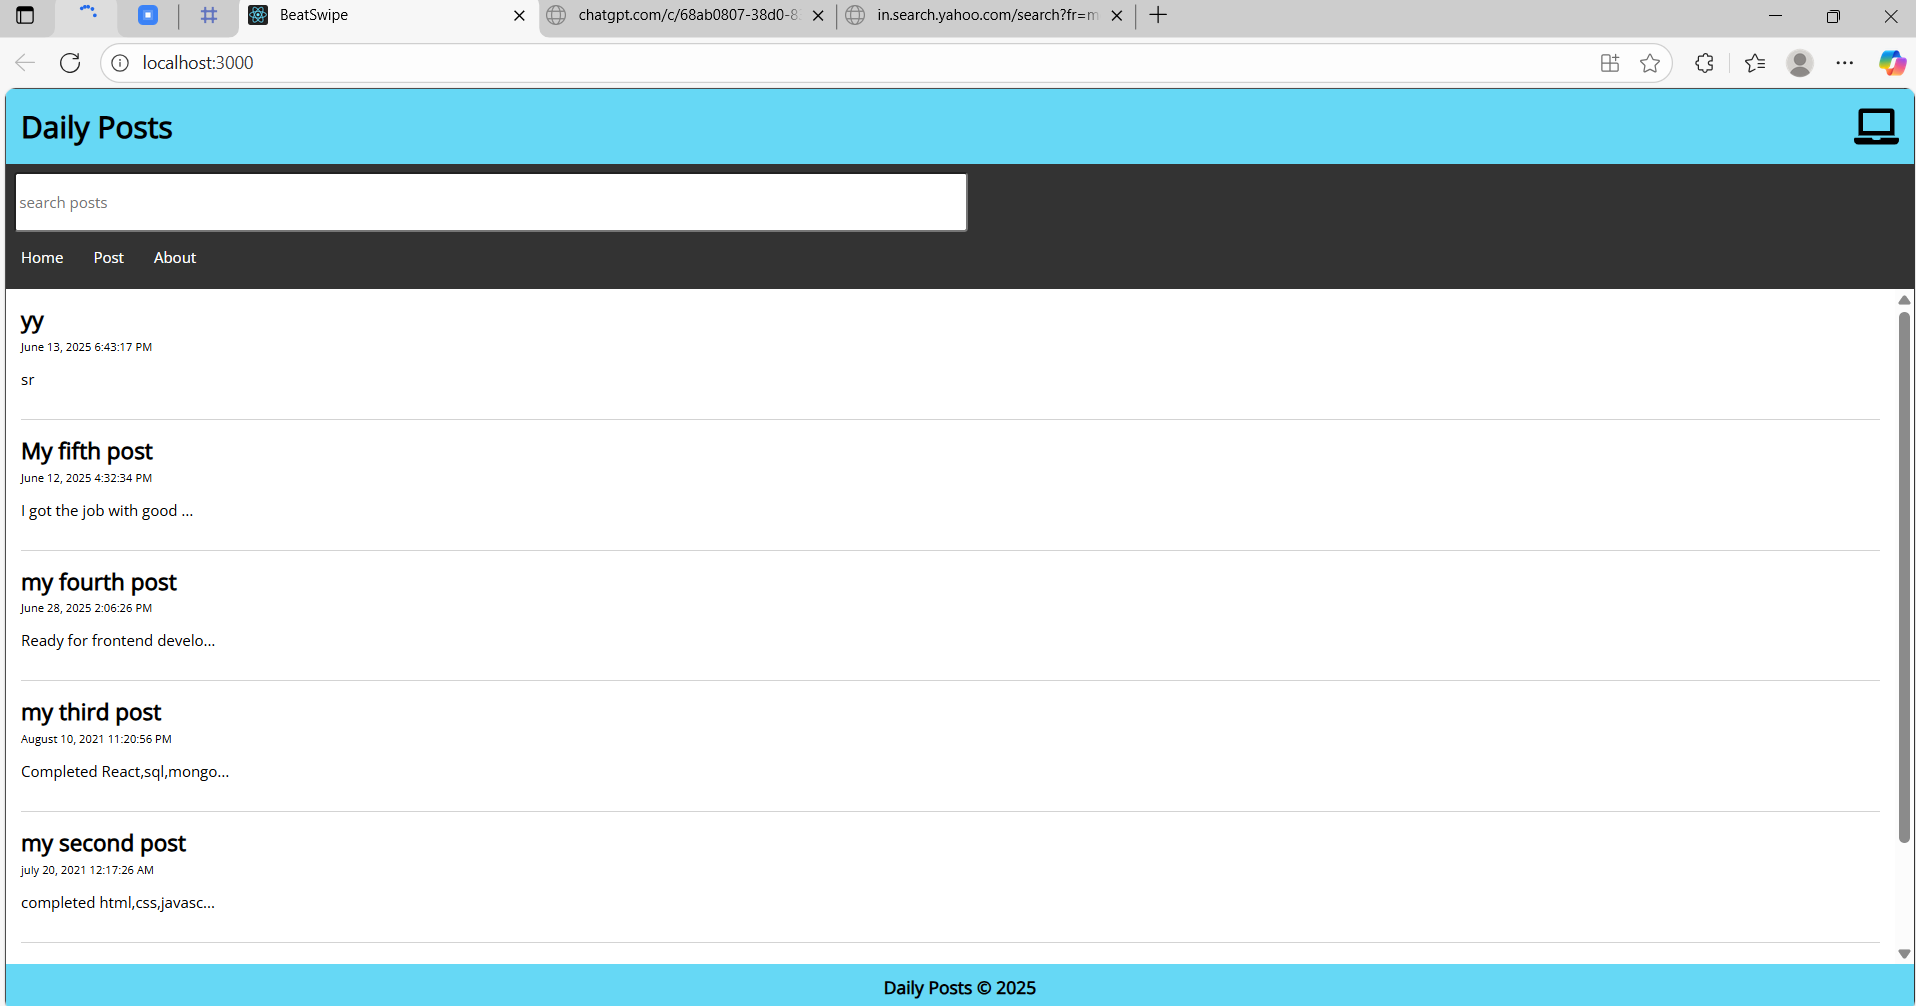 BeatSwipe
chatgpt.com/c/68ab0807-38d0-8
in.search.yahoo.com/search?fr=m
localhost:3000
Daily Posts
search posts
Home Post About
yy
June 13, 2025 6:43:17 PM
sr
My fifth post
June 12, 2025 4:32:34 PM
I got the job with good ...
my fourth post
June 28, 2025 2:06:26 PM
Ready for frontend develo...
my third post
August 10, 2021 11:20:56 PM
Completed React,sql,mongo...
my second post
july 20, 2021 12:17:26 AM
completed html,css,javasc...
Daily Posts © 2025